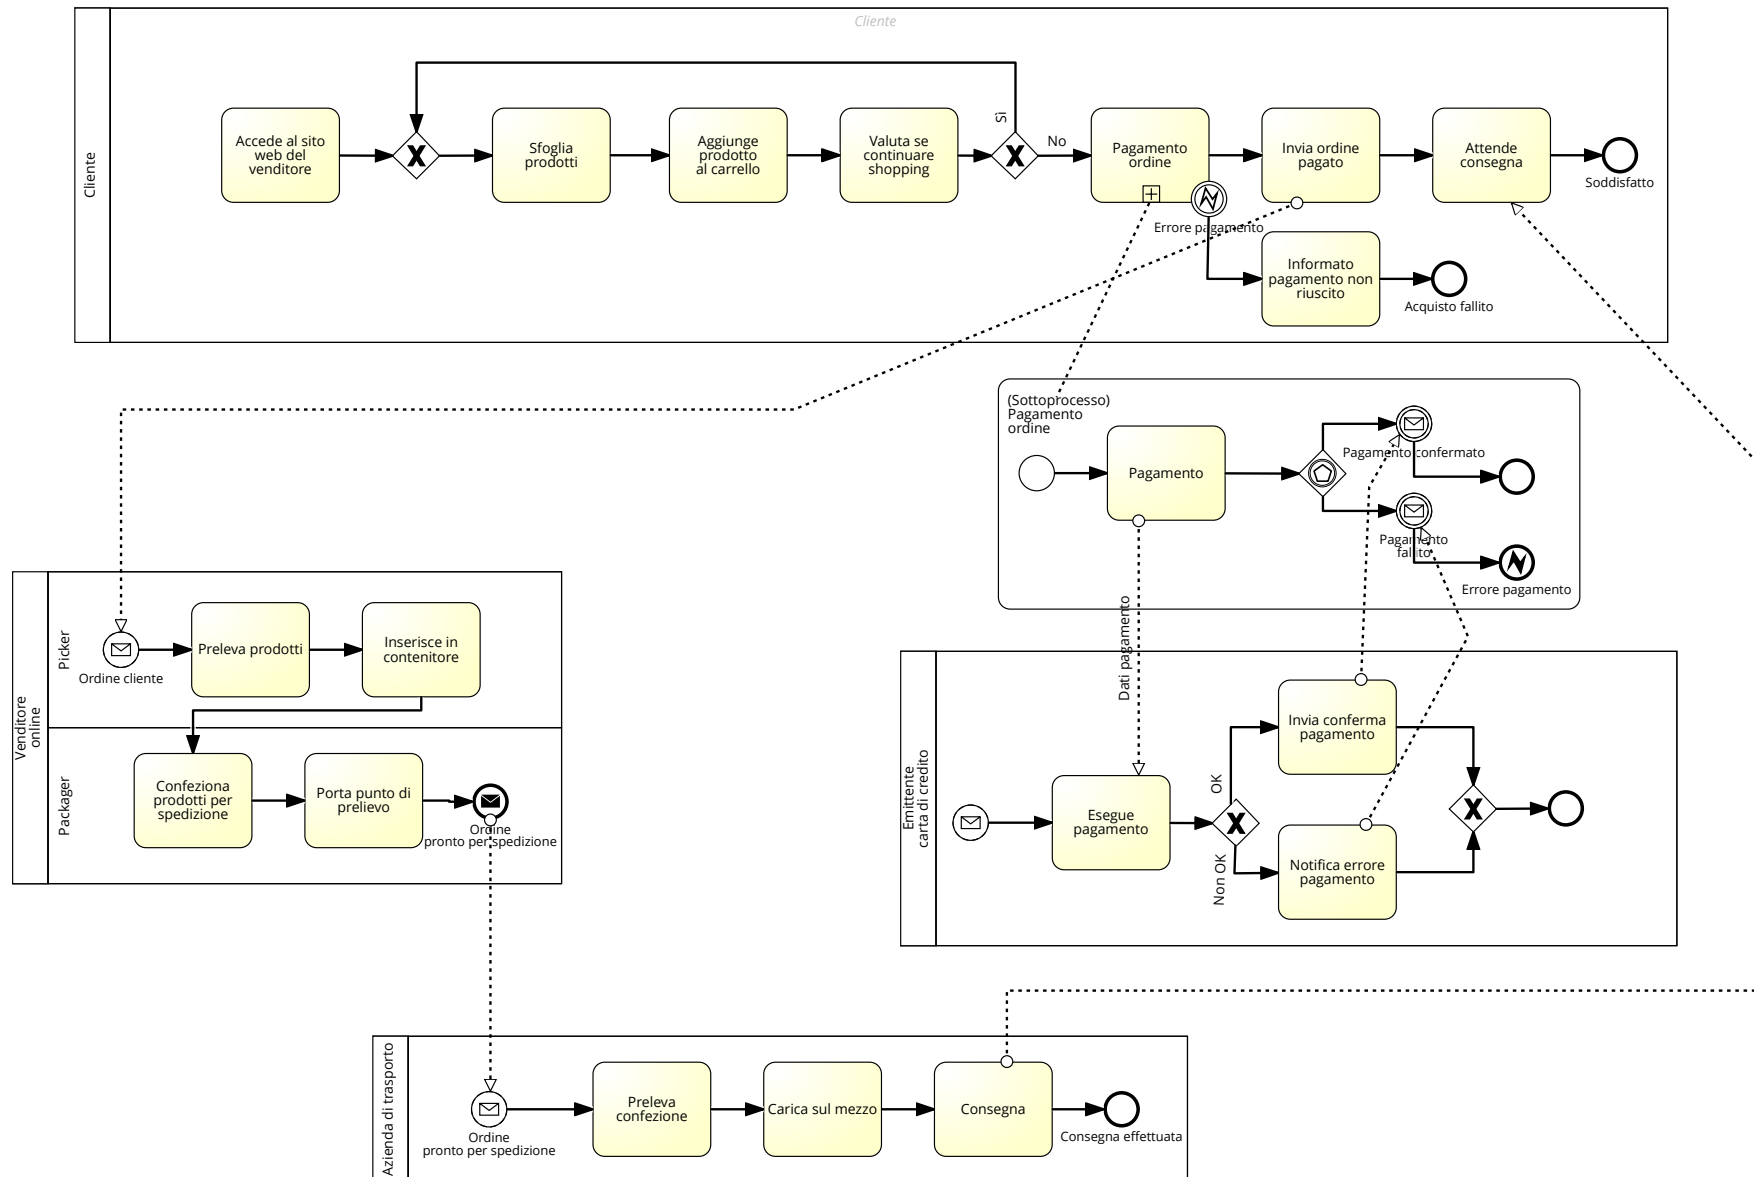 Cliente
Cliente
Accede al sito
web del
venditore
Sfoglia
prodotti
Aggiunge
prodotto
al carrello
Valuta se
continuare
shopping
Sì
No
Pagamento
ordine
Errore pagamento
Invia ordine
pagato
Attende
consegna
Soddisfatto
Informato
pagamento non
riuscito
Acquisto fallito
(Sottoprocesso)
Pagamento
ordine
Pagamento
Pagamento confermato
Pagamento
fallito
Errore pagamento
Dati pagamento
Venditore
online
Picker
Ordine cliente
Preleva prodotti
Inserisce in
contenitore
Packager
Confeziona
prodotti per
spedizione
Porta punto di
prelievo
Ordine
pronto per spedizione
Emittente
carta di credito
Esegue
pagamento
OK
Non OK
Invia conferma
pagamento
Notifica errore
pagamento
Azienda di trasporto
Ordine
pronto per spedizione
Preleva
confezione
Carica sul mezzo
Consegna
Consegna effettuata